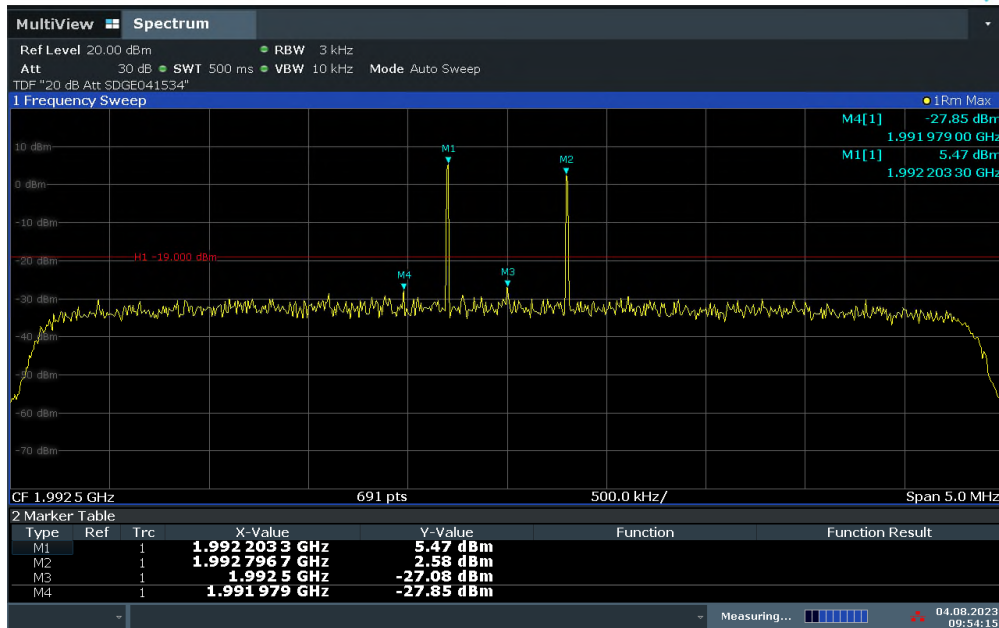 MultiView Spectrum
Ref Level 20.00 dBm RBW 3 kHz
Att 30 dB SWT 500 ms VBW 10 kHz Mode Auto Sweep
TDF "20 dB Att SDGE041534"
1 Frequency Sweep 1Rm Max
M4[1] -27.85 dBm
1.991 979 00 GHz
M1[1] 5.47 dBm
1.992 203 30 GHz
10 dBm
M1
M2
0 dBm
-10 dBm
-20 dBm
H1 -19.000 dBm
M4
M3
-30 dBm
-40 dBm
-50 dBm
-60 dBm
-70 dBm
CF 1.992 5 GHz 691 pts 500.0 kHz/ Span 5.0 MHz
2 Marker Table
Type Ref Trc X-Value Y-Value Function Function Result
M1 1 1.992 203 3 GHz 5.47 dBm
M2 1 1.992 796 7 GHz 2.58 dBm
M3 1 1.992 5 GHz -27.08 dBm
M4 1 1.991 979 GHz -27.85 dBm
Measuring... 04.08.2023
09:54:15